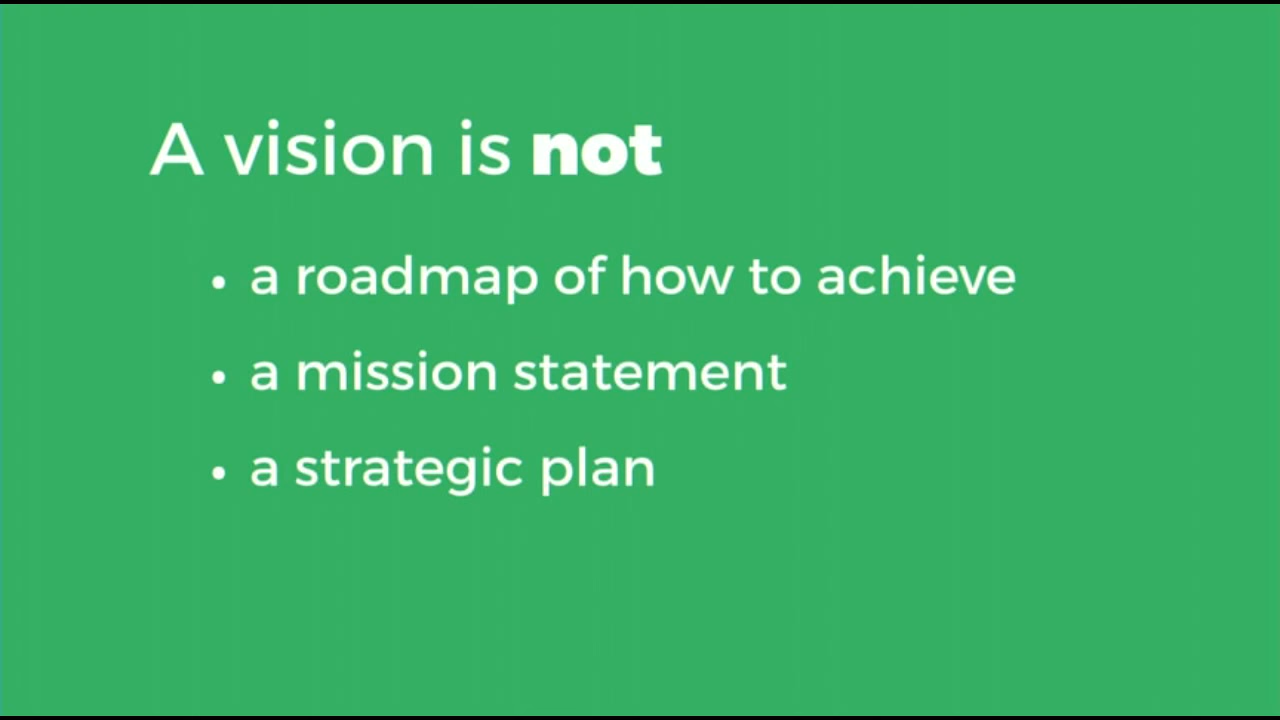 A vision is not
• a roadmap of how to achieve
• a mission statement
• a strategic plan